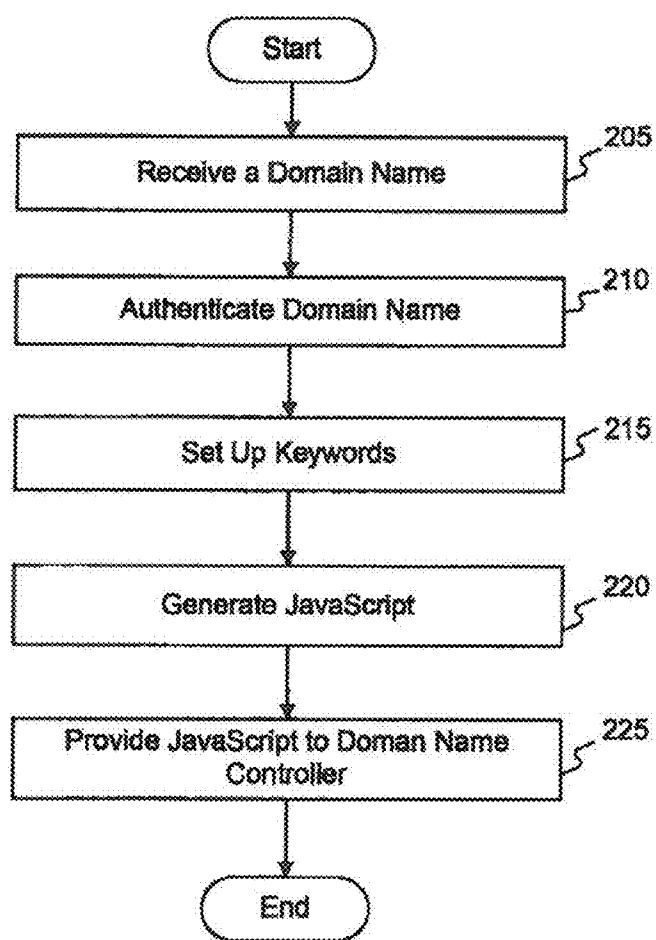 Start
Receive a Domain Name
205
Authenticate Domain Name
210
Set Up Keywords
215
Generate JavaScript
220
Provide JavaScript to Doman Name
Controller
225
End